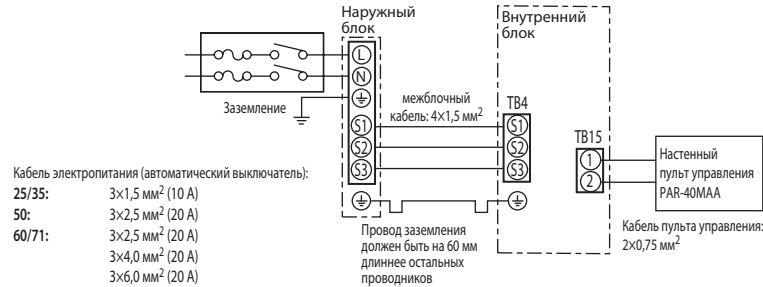 Наружный
блок
Внутренний
блок
L
N
Заземление
межблочный
кабель: 4×1,5 мм²
TB4
S1
S2
S3
S1
S2
S3
TB15
1
2
Настенный
пульт управления
PAR-40MAA
Кабель пульта управления:
2×0,75 мм²
Провод заземления
должен быть на 60 мм
длиннее остальных
проводников
Кабель электропитания (автоматический выключатель):
25/35: 3×1,5 мм² (10 А)
50: 3×2,5 мм² (20 А)
60/71: 3×2,5 мм² (20 А)
3×4,0 мм² (20 А)
3×6,0 мм² (20 А)